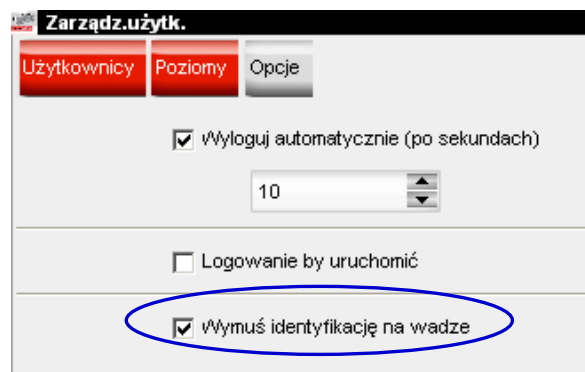 Zarządz.użytk.
Użytkownicy Poziomy Opcje
Wyloguj automatycznie (po sekundach)
10
Logowanie by uruchomić
Wymuś identyfikację na wadze